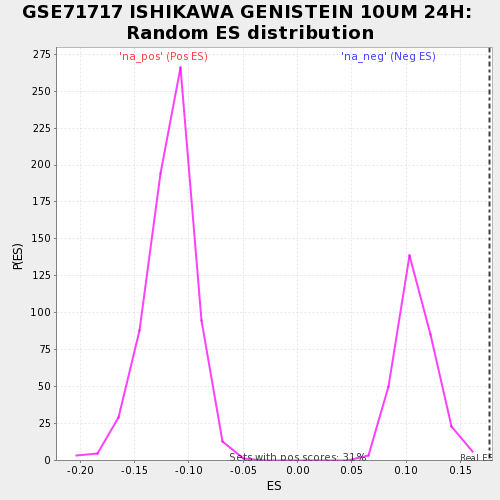 GSE71717 ISHIKAWA GENISTEIN 10UM 24H:
Random ES distribution
'na_pos' (Pos ES)
'na_neg' (Neg ES)
275
250
225
200
175
150
125
100
75
50
25
0
P(ES)
Sets with pos scores: 31%
Real ES
-0.20
-0.15
-0.10
-0.05
0.00
0.05
0.10
0.15
ES